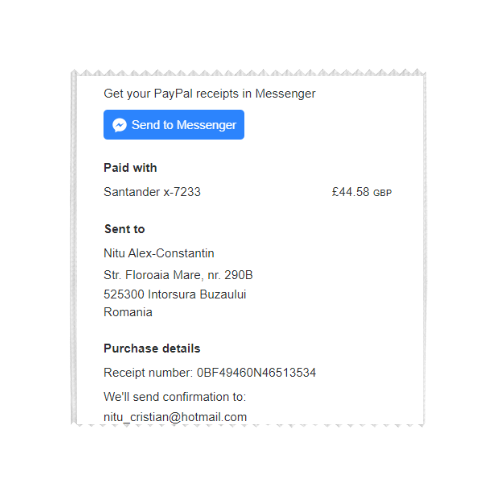 Get your PayPal receipts in Messenger
Send to Messenger
Paid with
Santander x-7233 £44.58 GBP
Sent to
Nitu Alex-Constantin
Str. Floroaia Mare, nr. 290B
525300 Intorsura Buzaului
Romania
Purchase details
Receipt number: 0BF49460N46513534
We'll send confirmation to:
nitu_cristian@hotmail.com